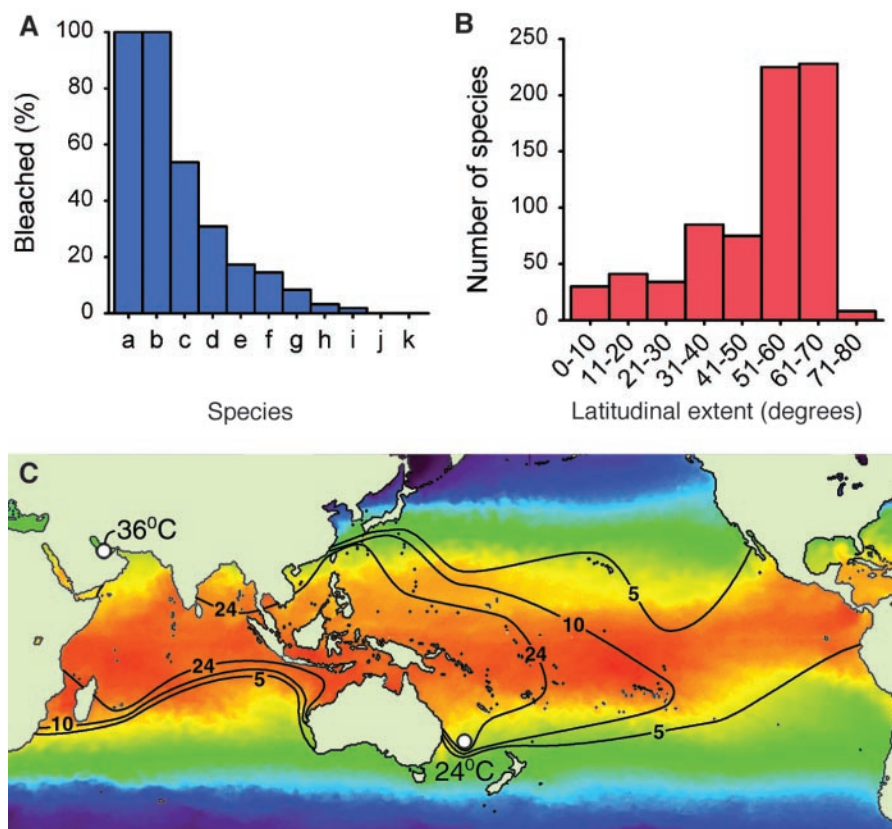 A
Bleached (%)
100
80
60
40
20
0
a b c d e f g h i j k
Species
B
Number of species
250
200
150
100
50
0
0-10 11-20 21-30 31-40 41-50 51-60 61-70 71-80
Latitudinal extent (degrees)
C
36⁰C
24
5
10
24
24
5
10
5
24⁰C